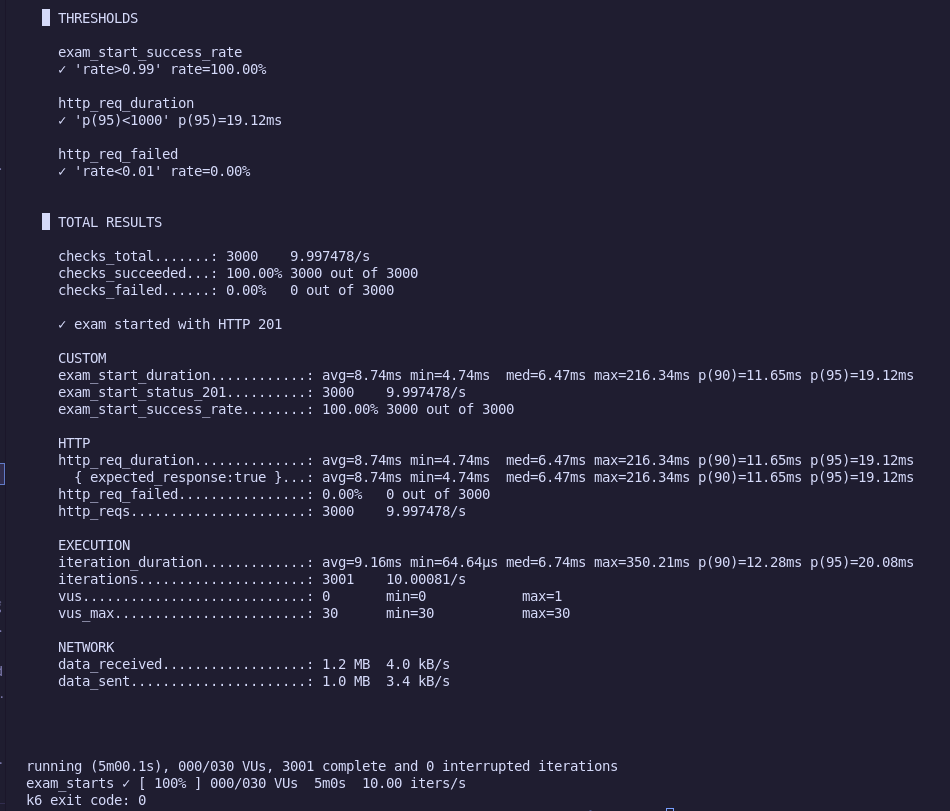 THRESHOLDS
exam_start_success_rate
✓ 'rate>0.99' rate=100.00%
http_req_duration
✓ 'p(95)<1000' p(95)=19.12ms
http_req_failed
✓ 'rate<0.01' rate=0.00%
TOTAL RESULTS
checks_total.......: 3000    9.997478/s
checks_succeeded...: 100.00% 3000 out of 3000
checks_failed......: 0.00%   0 out of 3000
✓ exam started with HTTP 201
CUSTOM
exam_start_duration............: avg=8.74ms min=4.74ms  med=6.47ms max=216.34ms p(90)=11.65ms p(95)=19.12ms
exam_start_status_201..........: 3000    9.997478/s
exam_start_success_rate........: 100.00% 3000 out of 3000
HTTP
http_req_duration..............: avg=8.74ms min=4.74ms  med=6.47ms max=216.34ms p(90)=11.65ms p(95)=19.12ms
{ expected_response:true }...: avg=8.74ms min=4.74ms  med=6.47ms max=216.34ms p(90)=11.65ms p(95)=19.12ms
http_req_failed................: 0.00%   0 out of 3000
http_reqs......................: 3000    9.997478/s
EXECUTION
iteration_duration.............: avg=9.16ms min=64.64µs med=6.74ms max=350.21ms p(90)=12.28ms p(95)=20.08ms
iterations.....................: 3001    10.00081/s
vus............................: 0       min=0            max=1
vus_max........................: 30      min=30           max=30
NETWORK
data_received..................: 1.2 MB  4.0 kB/s
data_sent......................: 1.0 MB  3.4 kB/s
running (5m00.1s), 000/030 VUs, 3001 complete and 0 interrupted iterations
exam_starts ✓ [ 100% ] 000/030 VUs  5m0s  10.00 iters/s
k6 exit code: 0